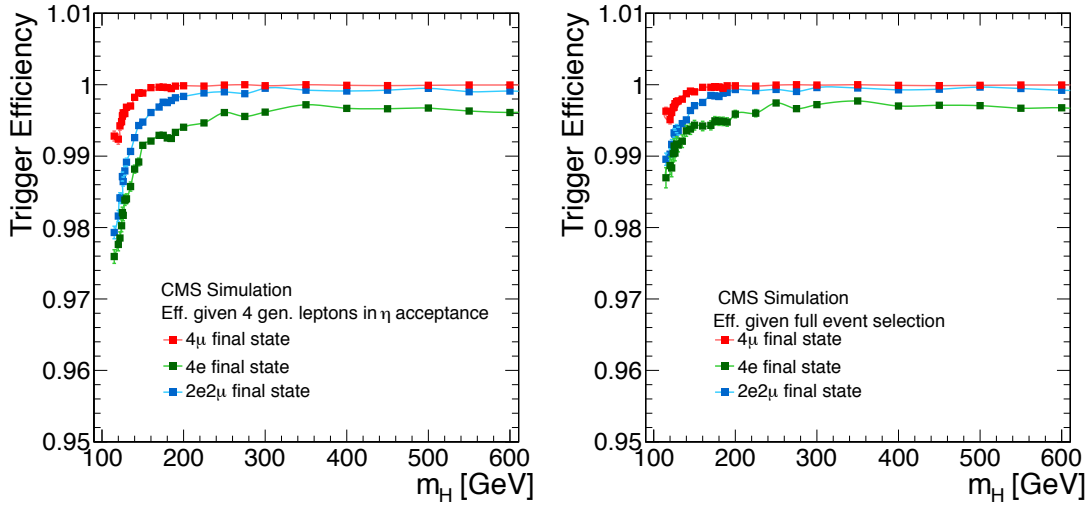 Trigger Efficiency
1.01
1
0.99
0.98
0.97
0.96
0.95
CMS Simulation
Eff. given 4 gen. leptons in η acceptance
4μ final state
4e final state
2e2μ final state
100 200 300 400 500 600
m_H [GeV]
Trigger Efficiency
1.01
1
0.99
0.98
0.97
0.96
0.95
CMS Simulation
Eff. given full event selection
4μ final state
4e final state
2e2μ final state
100 200 300 400 500 600
m_H [GeV]